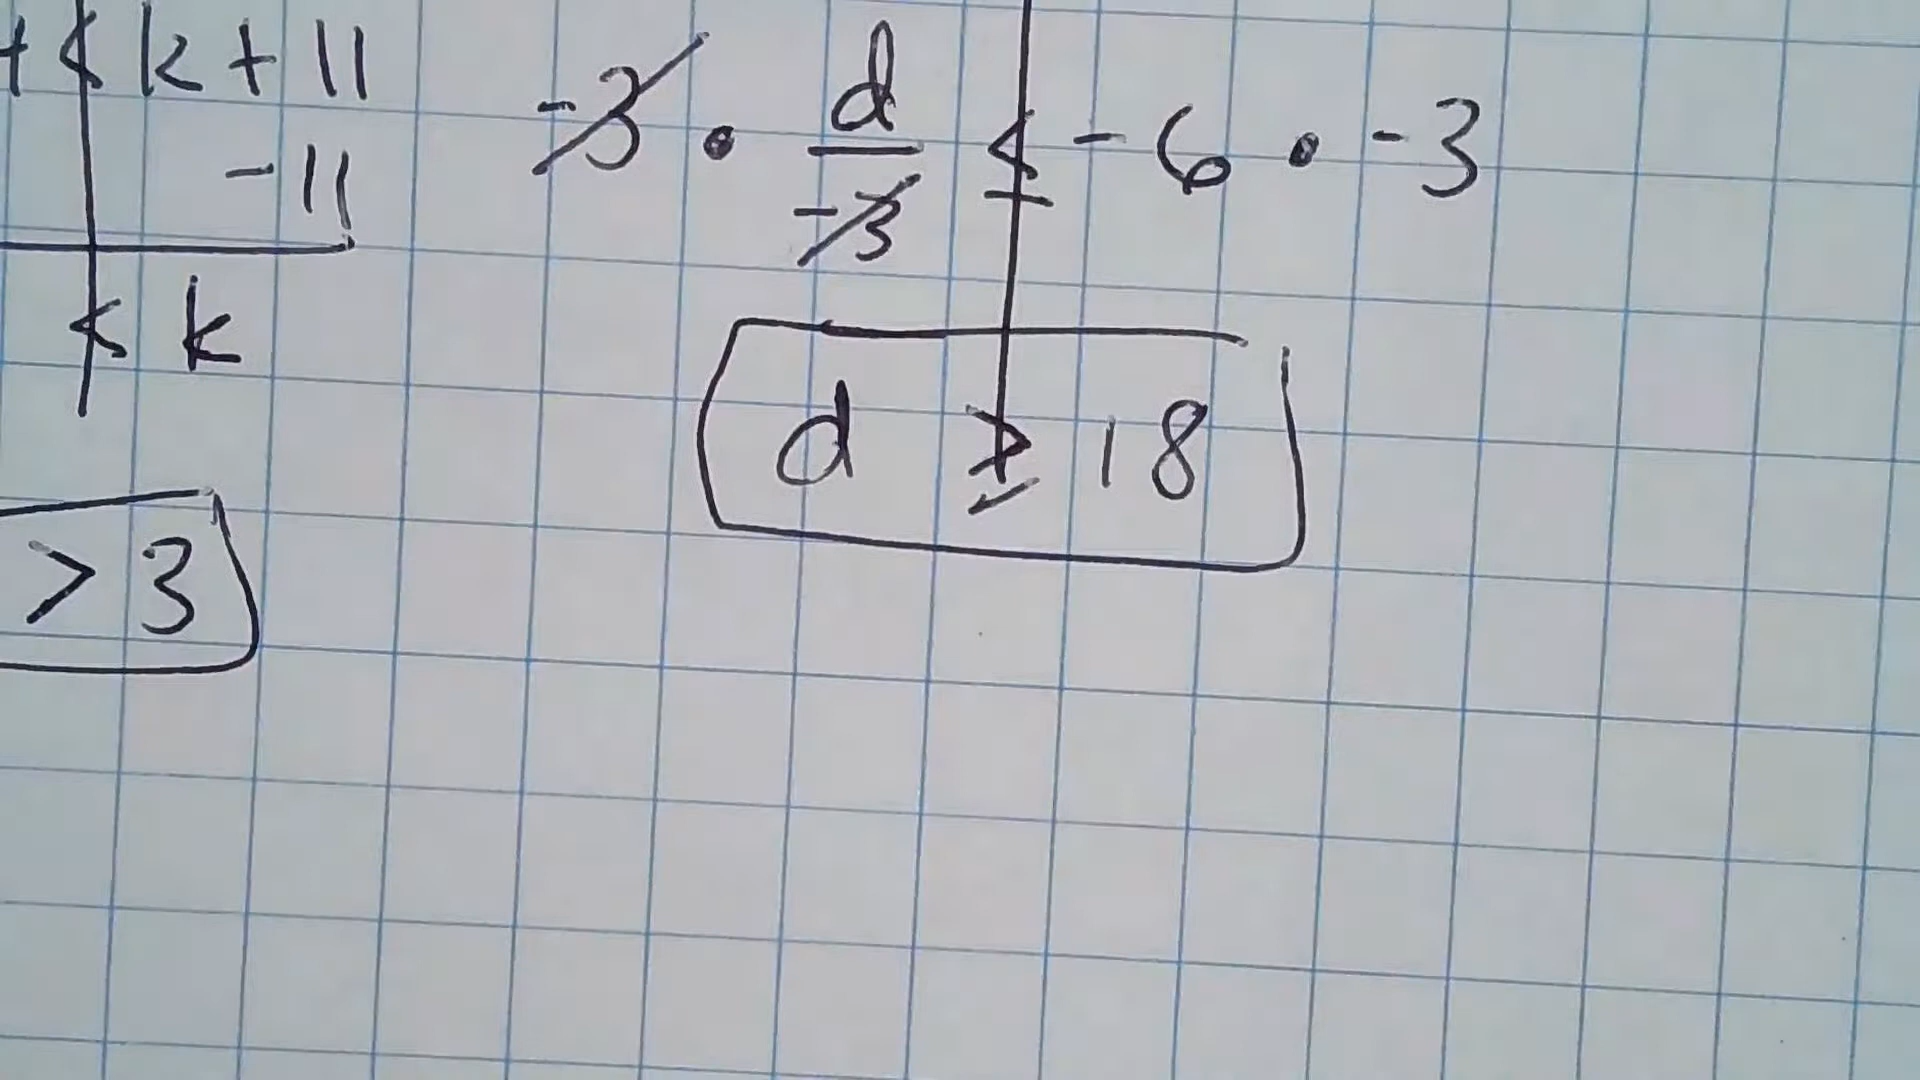 < k + 11
- 11
< k
> 3
-3 • d/-3 ≤ -6 • -3
d ≥ 18